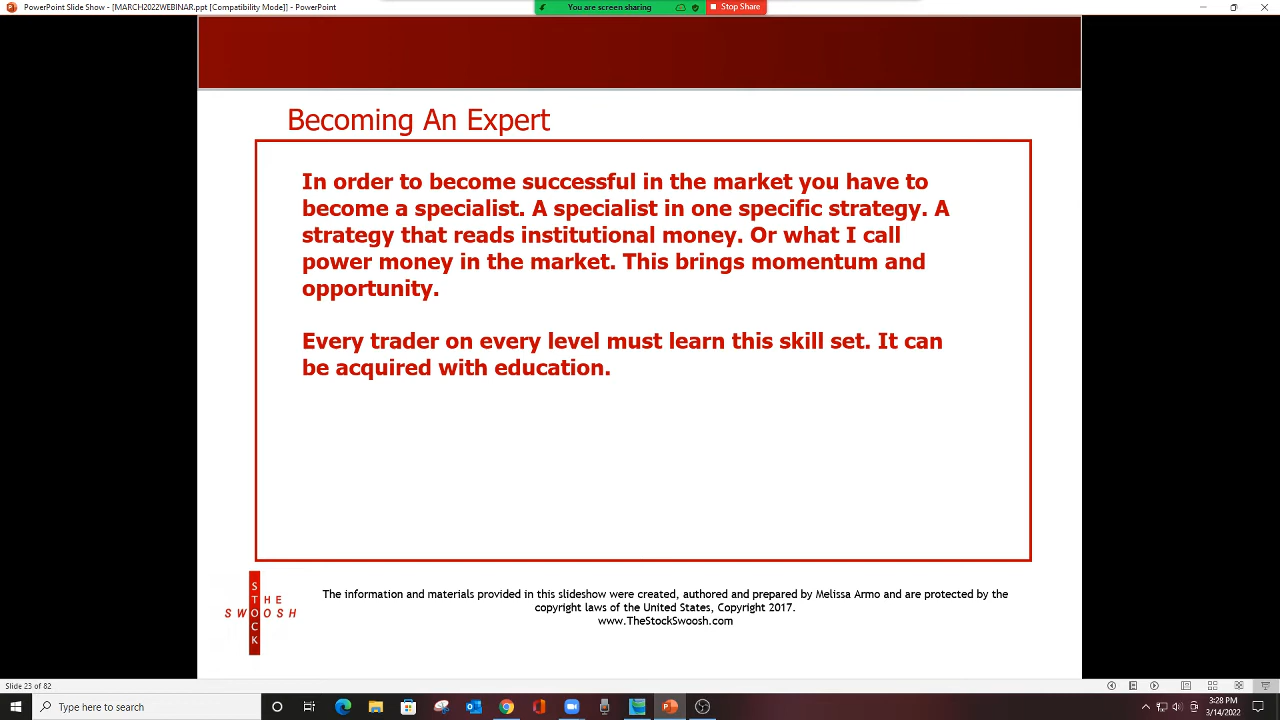 PowerPoint Slide Show - [MARCH2022WEBINAR.ppt [Compatibility Mode]] - PowerPoint
You are screen sharing
Stop Share
Becoming An Expert
In order to become successful in the market you have to
become a specialist. A specialist in one specific strategy. A
strategy that reads institutional money. Or what I call
power money in the market. This brings momentum and
opportunity.
Every trader on every level must learn this skill set. It can
be acquired with education.
THE
STOCK
SWOOSH
The information and materials provided in this slideshow were created, authored and prepared by Melissa Armo and are protected by the
copyright laws of the United States, Copyright 2017.
www.TheStockSwoosh.com
Slide 23 of 82
Type here to search
3:28 PM
3/14/2022